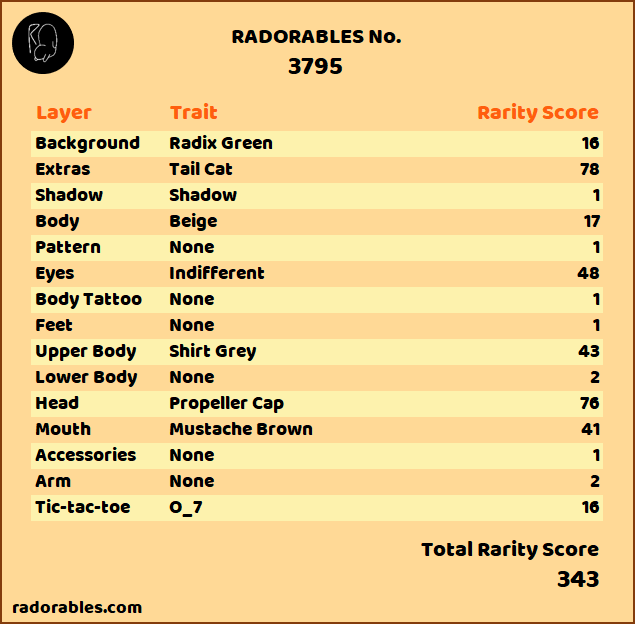 RADORABLES No.
3795
Layer Trait Rarity Score
Background Radix Green 16
Extras Tail Cat 78
Shadow Shadow 1
Body Beige 17
Pattern None 1
Eyes Indifferent 48
Body Tattoo None 1
Feet None 1
Upper Body Shirt Grey 43
Lower Body None 2
Head Propeller Cap 76
Mouth Mustache Brown 41
Accessories None 1
Arm None 2
Tic-tac-toe O_7 16
Total Rarity Score
343
radorables.com